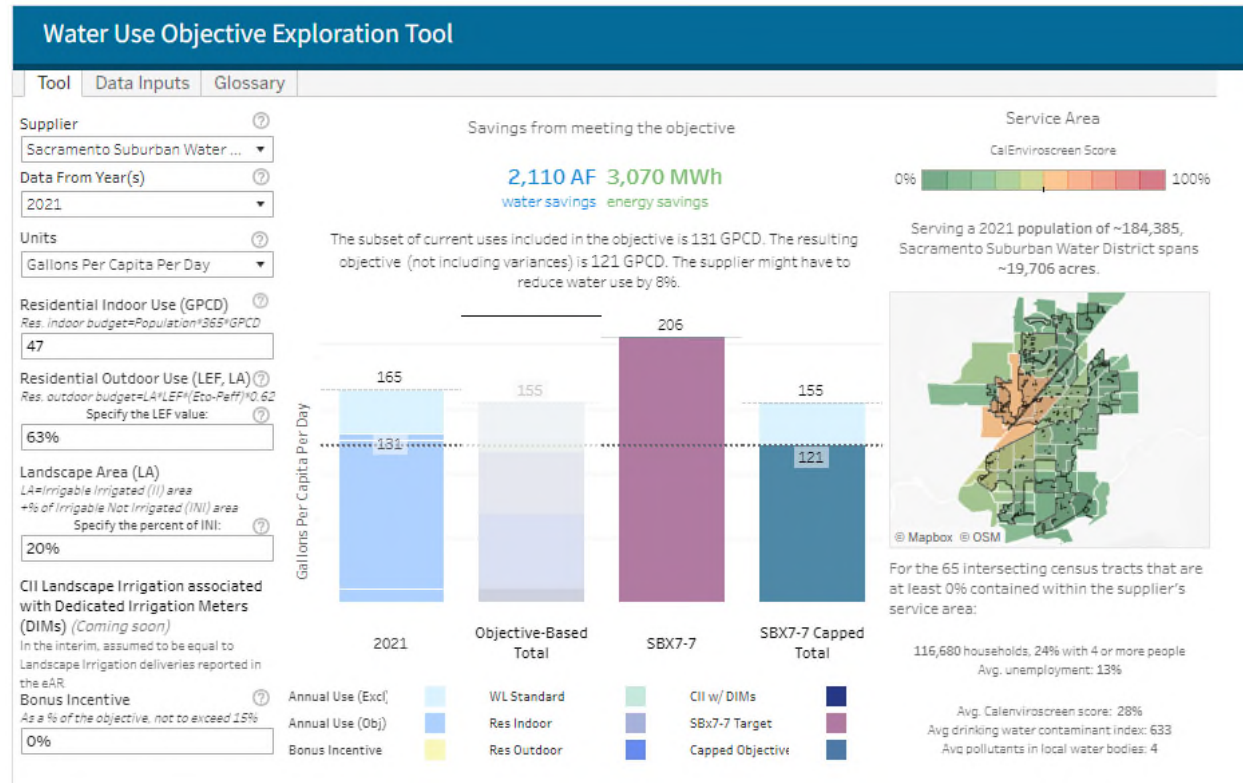 Water Use Objective Exploration Tool
Tool
Data Inputs
Glossary
Supplier
Sacramento Suburban Water ...
Data From Year(s)
2021
Units
Gallons Per Capita Per Day
Residential Indoor Use (GPCD)
Res. indoor budget=Population*365*GPCD
47
Residential Outdoor Use (LEF, LA)
Res. outdoor budget=LA*LEF*(Eto-Peff)*0.62
Specify the LEF value:
63%
Landscape Area (LA)
LA=Irrigable Irrigated (II) area
+% of Irrigable Not Irrigated (INI) area
Specify the percent of INI:
20%
CII Landscape Irrigation associated
with Dedicated Irrigation Meters
(DIMs) (Coming soon)
In the interim, assumed to be equal to
Landscape Irrigation deliveries reported in
the eAR
Bonus Incentive
As a % of the objective, not to exceed 15%
0%
Savings from meeting the objective
2,110 AF 3,070 MWh
water savings energy savings
The subset of current uses included in the objective is 131 GPCD. The resulting
objective (not including variances) is 121 GPCD. The supplier might have to
reduce water use by 8%.
Gallons Per Capita Per Day
165
131
155
206
155
121
2021
Objective-Based
Total
SBX7-7
SBX7-7 Capped
Total
Annual Use (Excl)
WL Standard
CII w/ DIMs
Annual Use (Obj)
Res Indoor
SBx7-7 Target
Bonus Incentive
Res Outdoor
Capped Objective
Service Area
CalEnviroscreen Score
0% 100%
Serving a 2021 population of ~184,385,
Sacramento Suburban Water District spans
~19,706 acres.
© Mapbox © OSM
For the 65 intersecting census tracts that are
at least 0% contained within the supplier's
service area:
116,680 households, 24% with 4 or more people
Avg. unemployment: 13%
Avg. Calenviroscreen score: 28%
Avg drinking water contaminant index: 633
Avg pollutants in local water bodies: 4